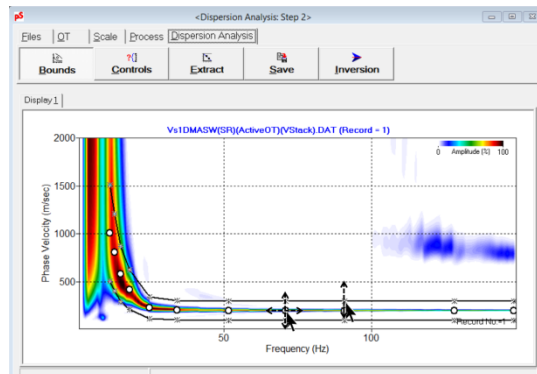 pS <Dispersion Analysis: Step 2>
Files OT Scale Process Dispersion Analysis
?{}
Bounds Controls Extract Save Inversion
Display1
Vs1DMASW(SR)(ActiveOT)(VStack).DAT (Record = 1)
0 Amplitude [%] 100
2000
1500
1000
500
Phase Velocity (m/sec)
Record No.=1
50 100
Frequency (Hz)